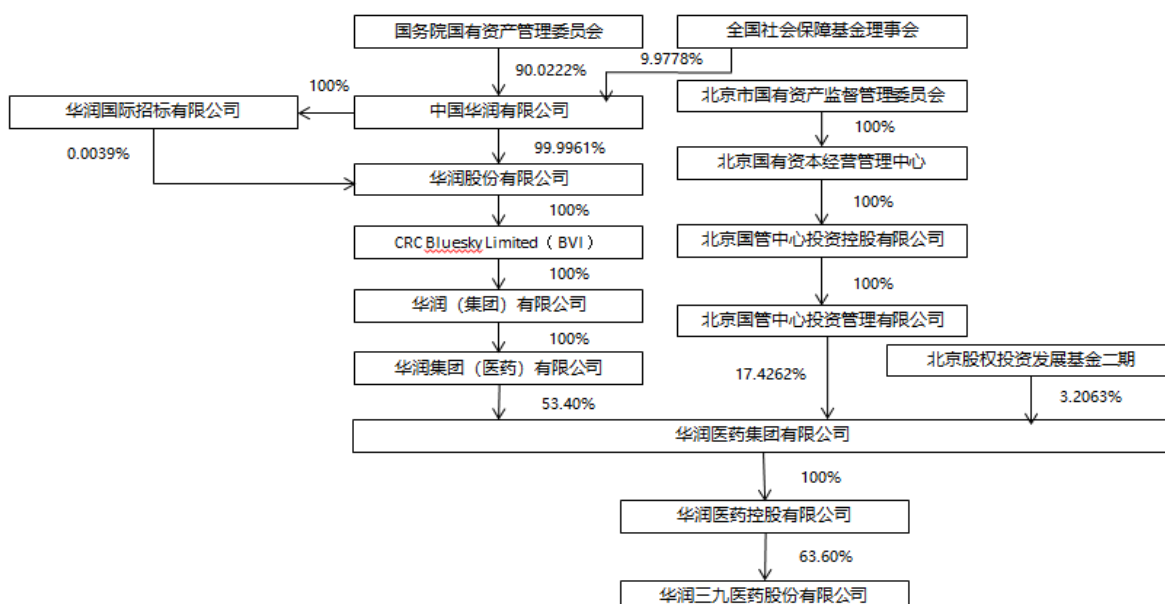 国务院国有资产管理委员会
全国社会保障基金理事会
9.9778%
90.0222%
100%
北京市国有资产监督管理委员会
华润国际招标有限公司
中国华润有限公司
100%
0.0039%
99.9961%
北京国有资本经营管理中心
华润股份有限公司
100%
100%
CRC Bluesky Limited（BVI）
北京国管中心投资控股有限公司
100%
100%
华润（集团）有限公司
北京国管中心投资管理有限公司
100%
华润集团（医药）有限公司
北京股权投资发展基金二期
17.4262%
53.40%
3.2063%
华润医药集团有限公司
100%
华润医药控股有限公司
63.60%
华润三九医药股份有限公司